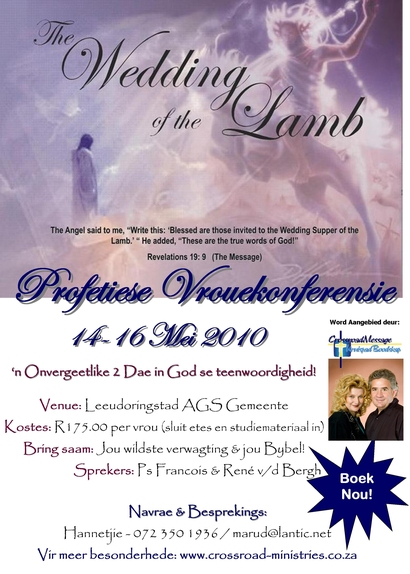 The
Wedding
of the Lamb
The Angel said to me, "Write this: 'Blessed are those invited to the Wedding Supper of the
Lamb.' " He added, "These are the true words of God!"
Revelations 19: 9 (The Message)
Profetiese Vrouekonferensie
14-16 Mei 2010
Word Aangebied deur:
CrossroadMessage
Kruispad Boodskap
'n Onvergeetlike 2 Dae in God se teenwoordigheid!
Venue: Leeudoringstad AGS Gemeente
Kostes: R175.00 per vrou (sluit etes en studiemateriaal in)
Bring saam: Jou wildste verwagting & jou Bybel!
Sprekers: Ps Francois & René v/d Bergh
Boek
Nou!
Navrae & Besprekings:
Hannetjie - 072 350 1936 / marud@lantic.net
Vir meer besonderhede: www.crossroad-ministries.co.za